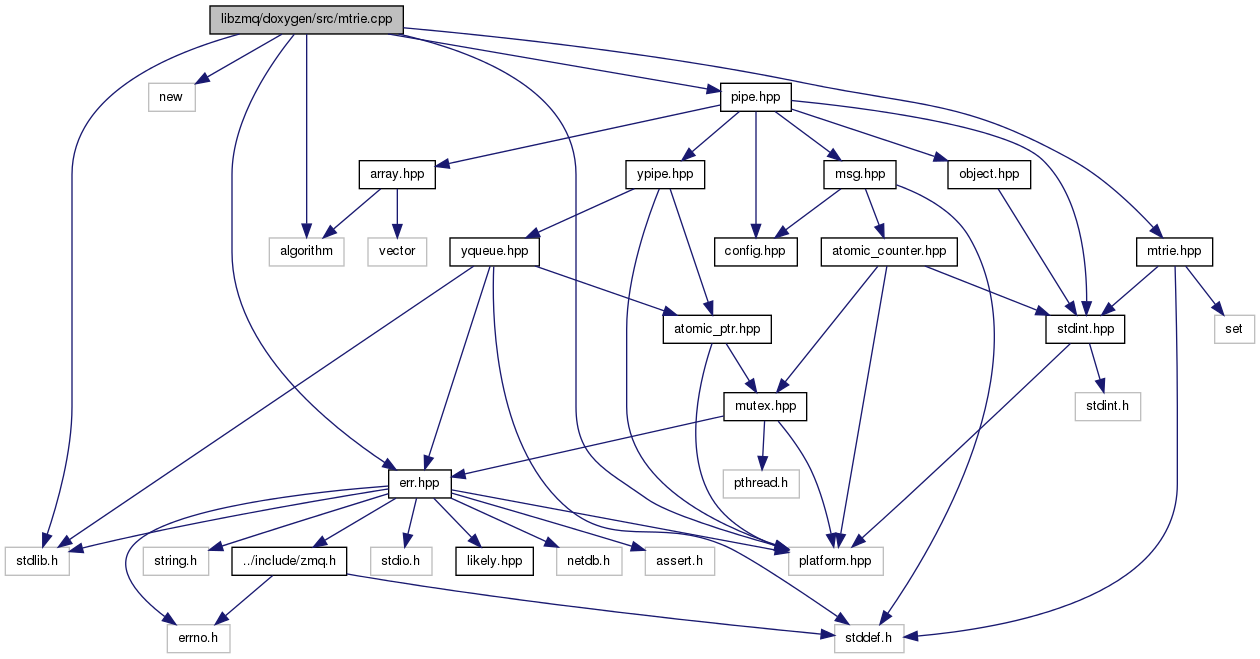 libzmq/doxygen/src/mtrie.cpp
new
pipe.hpp
array.hpp
ypipe.hpp
msg.hpp
object.hpp
algorithm
vector
yqueue.hpp
config.hpp
atomic_counter.hpp
mtrie.hpp
atomic_ptr.hpp
stdint.hpp
set
mutex.hpp
stdint.h
err.hpp
pthread.h
stdlib.h
string.h
../include/zmq.h
stdio.h
likely.hpp
netdb.h
assert.h
platform.hpp
errno.h
stddef.h